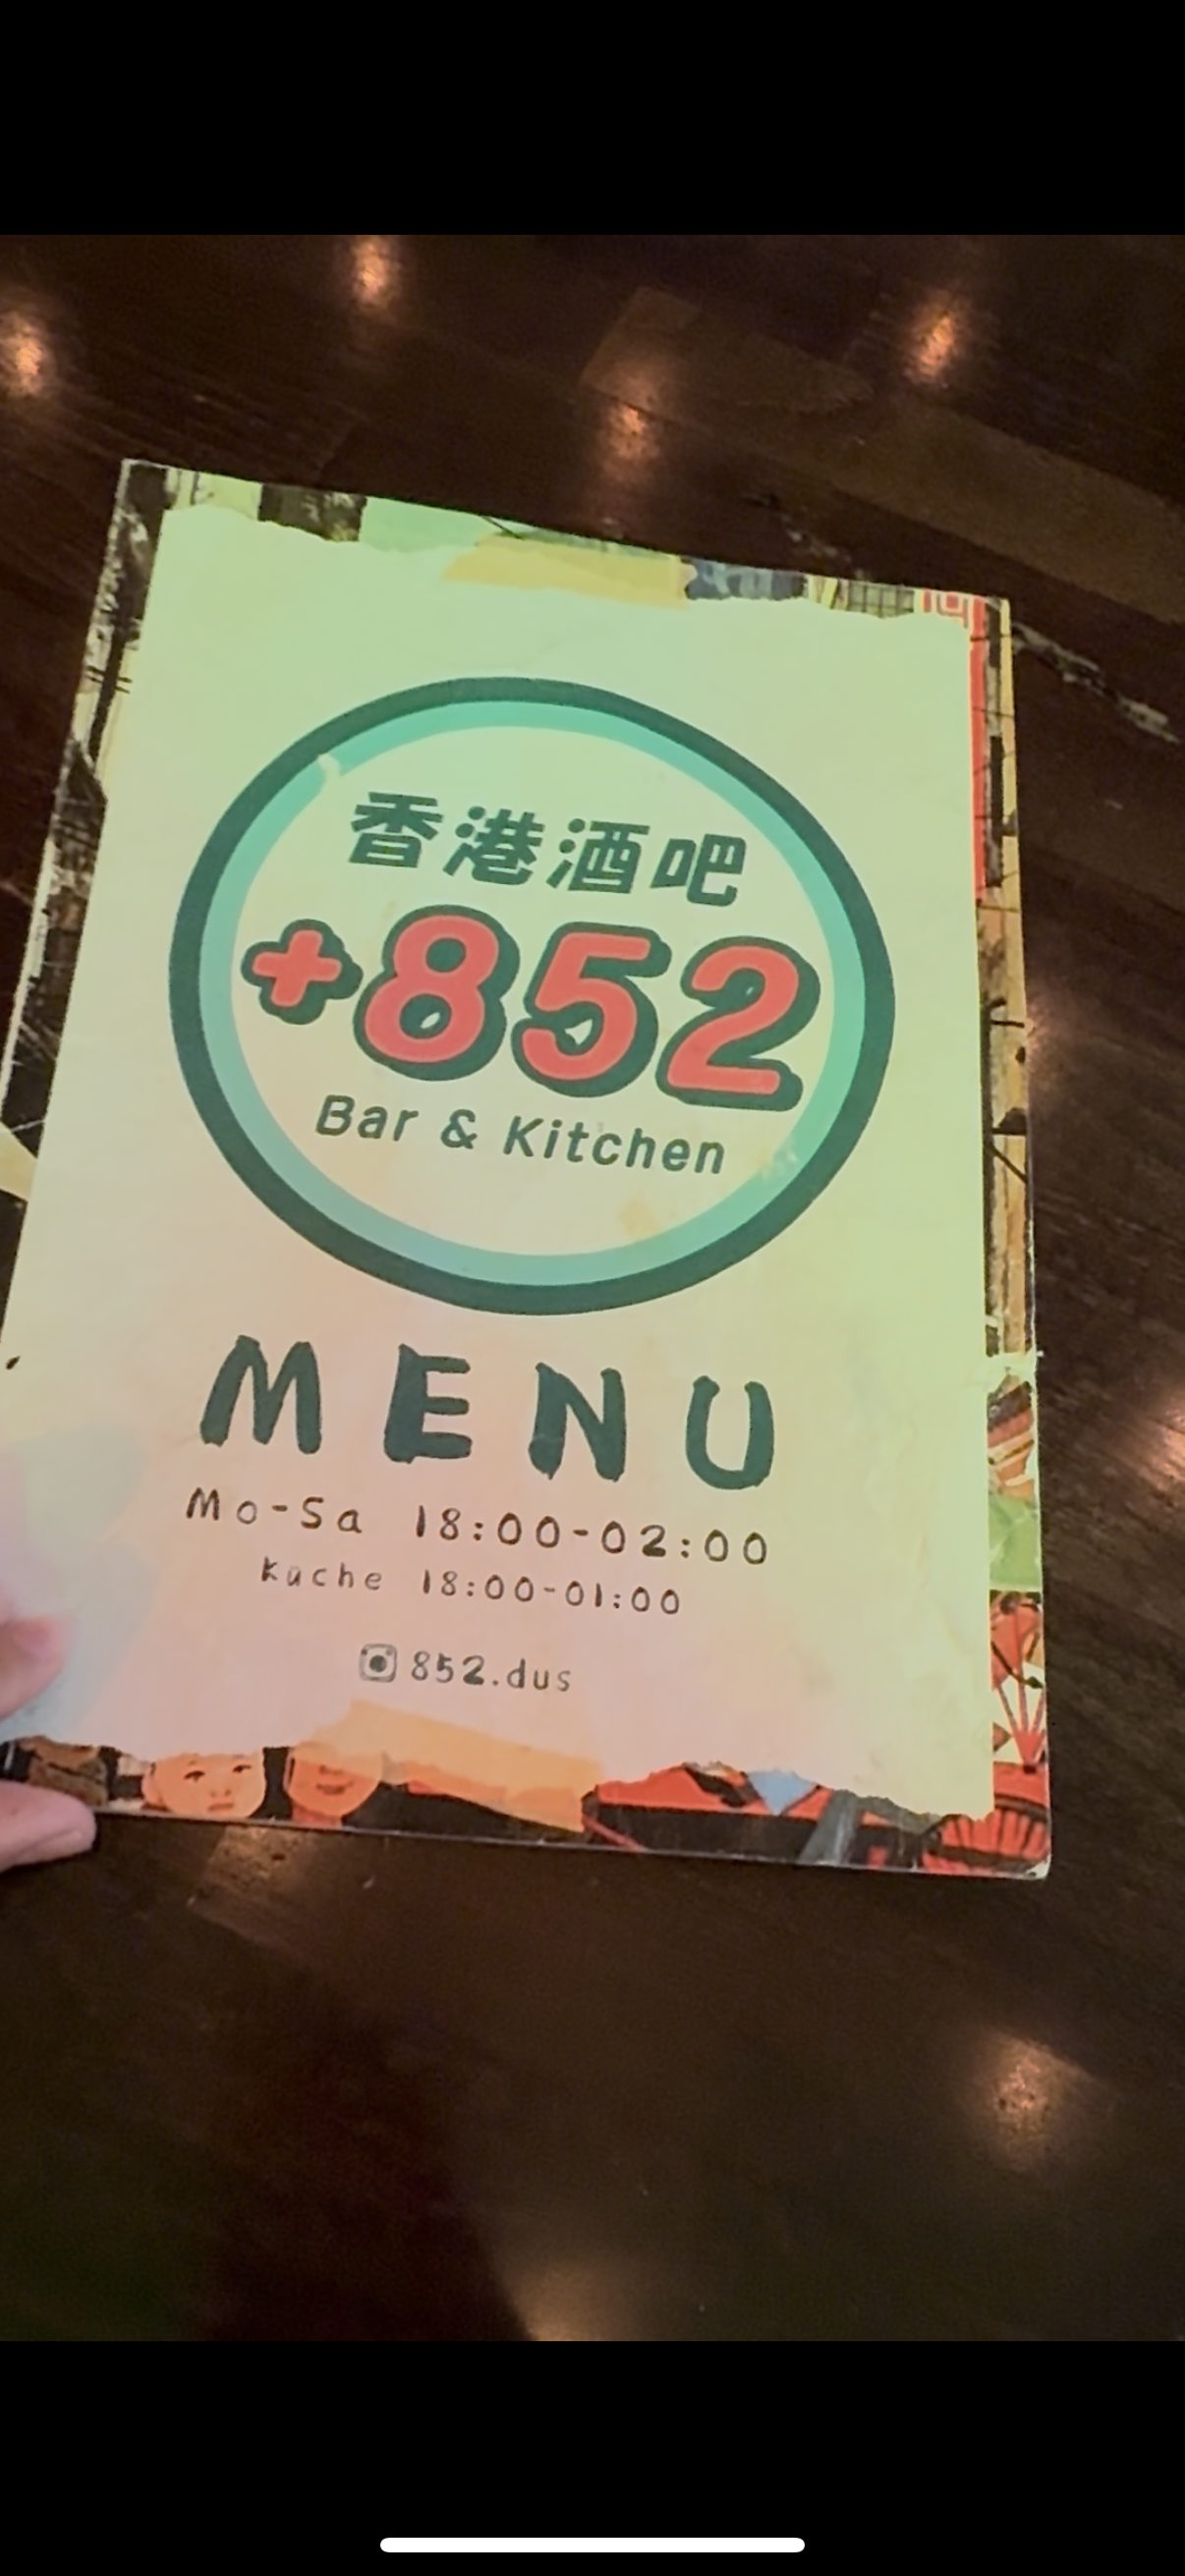 香港酒吧
+852
Bar & Kitchen
MENU
Mo-Sa 18:00-02:00
Küche 18:00-01:00
852.dus